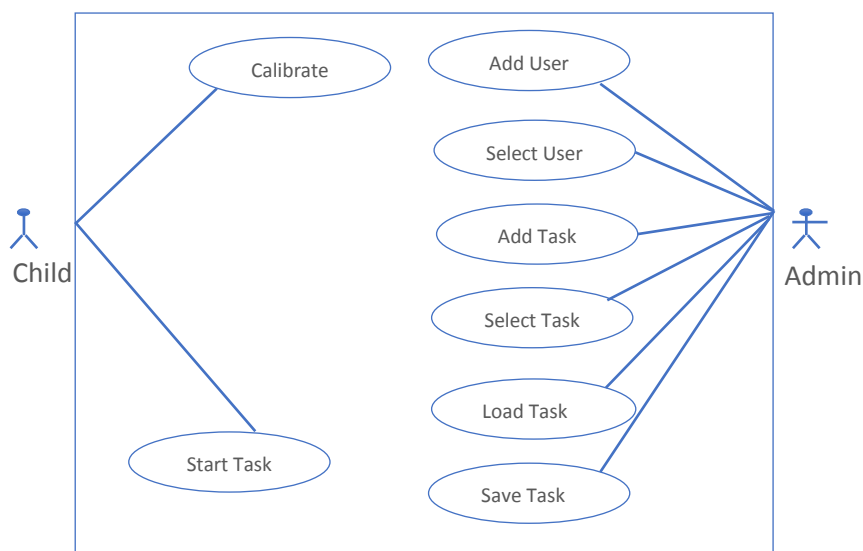 Calibrate
Add User
Select User
Add Task
Child
Admin
Select Task
Load Task
Start Task
Save Task